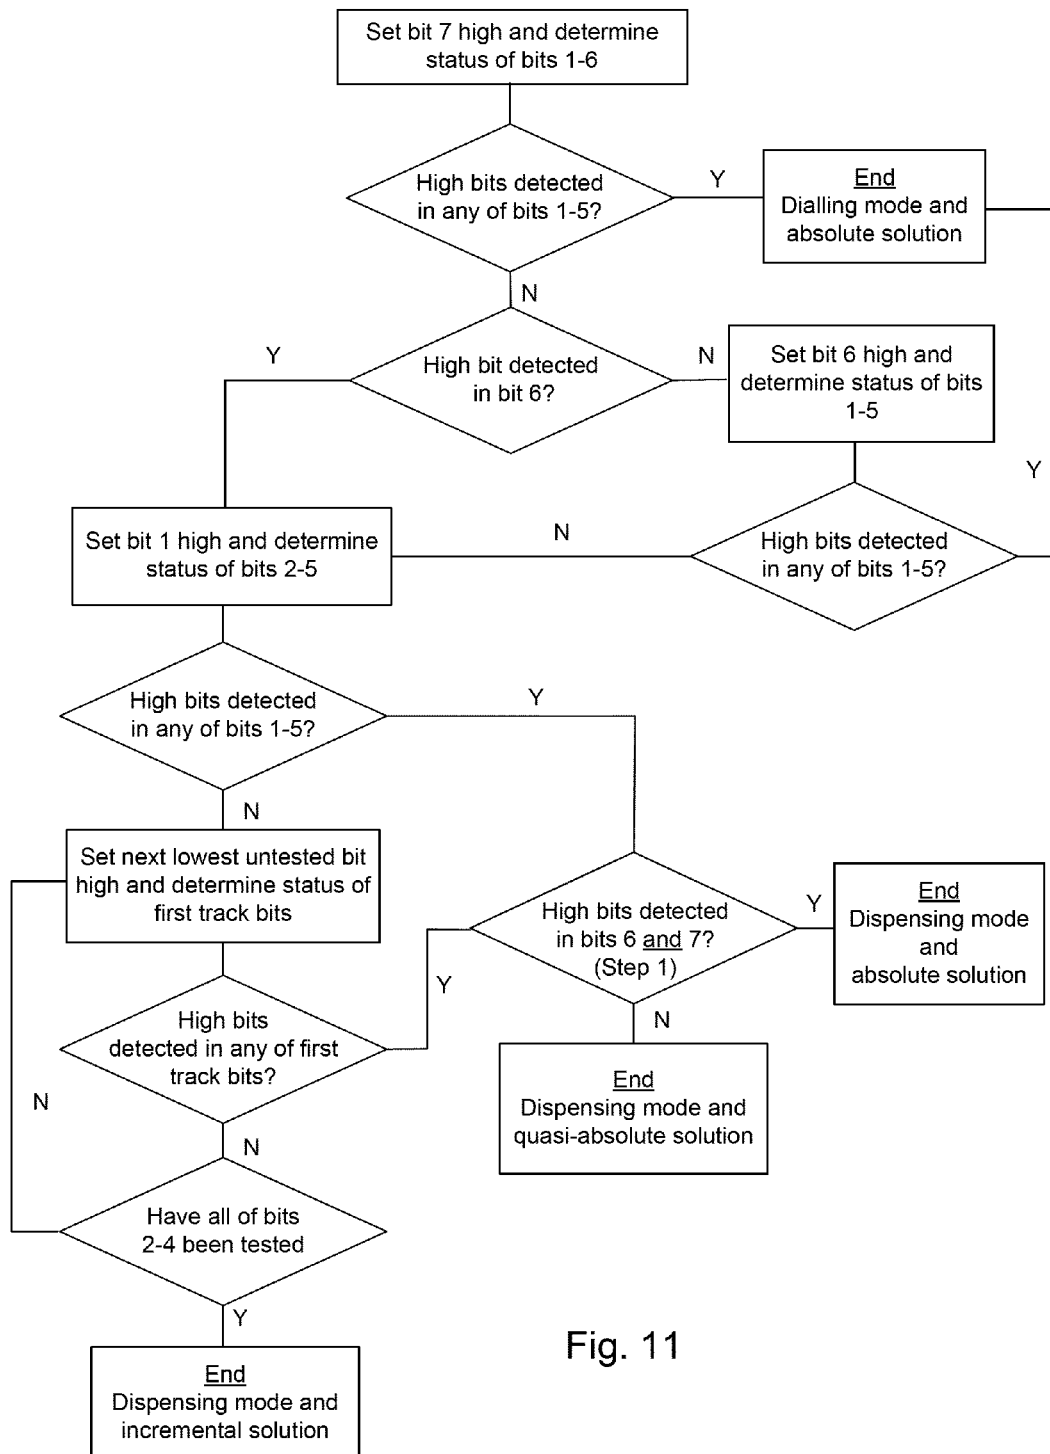 Set bit 7 high and determine
status of bits 1-6
High bits detected
in any of bits 1-5?
Y
End
Dialling mode and
absolute solution
N
Y
High bit detected
in bit 6?
N
Set bit 6 high and
determine status of bits
1-5
Y
Set bit 1 high and determine
status of bits 2-5
N
High bits detected
in any of bits 1-5?
High bits detected
in any of bits 1-5?
Y
N
Set next lowest untested bit
high and determine status of
first track bits
High bits detected
in bits 6 and 7?
(Step 1)
Y
End
Dispensing mode
and
absolute solution
Y
N
High bits
detected in any of first
track bits?
End
Dispensing mode and
quasi-absolute solution
N
N
Have all of bits
2-4 been tested
Y
End
Dispensing mode and
incremental solution
Fig. 11